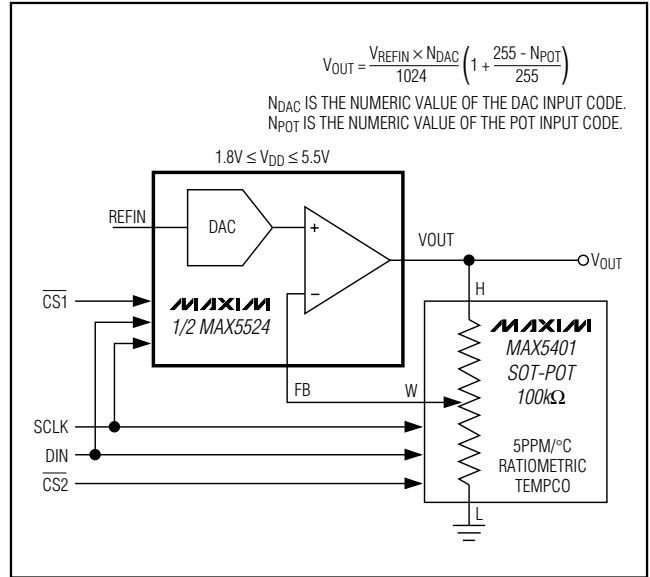 V_OUT = V_REFIN × N_DAC / 1024 (1 + 255 - N_POT / 255)
N_DAC IS THE NUMERIC VALUE OF THE DAC INPUT CODE.
N_POT IS THE NUMERIC VALUE OF THE POT INPUT CODE.
1.8V ≤ V_DD ≤ 5.5V
REFIN
DAC
+
−
VOUT
V_OUT
H
CS1
MAXIM
1/2 MAX5524
MAXIM
MAX5401
SOT-POT
100kΩ
FB
W
SCLK
DIN
CS2
5PPM/°C
RATIOMETRIC
TEMPCO
L